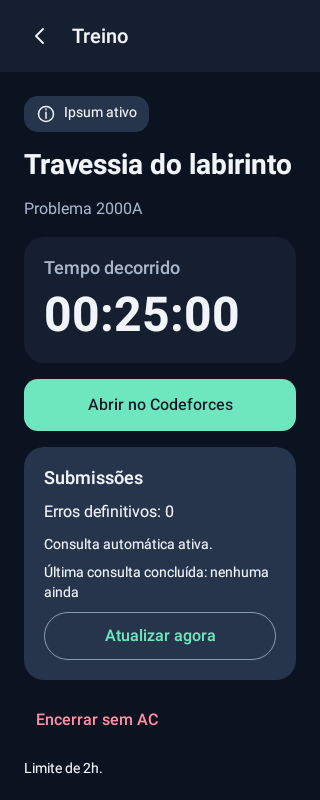 Treino
Ipsum ativo
Travessia do labirinto
Problema 2000A
Tempo decorrido
00:25:00
Abrir no Codeforces
Submissões
Erros definitivos: 0
Consulta automática ativa.
Última consulta concluída: nenhuma
ainda
Atualizar agora
Encerrar sem AC
Limite de 2h.